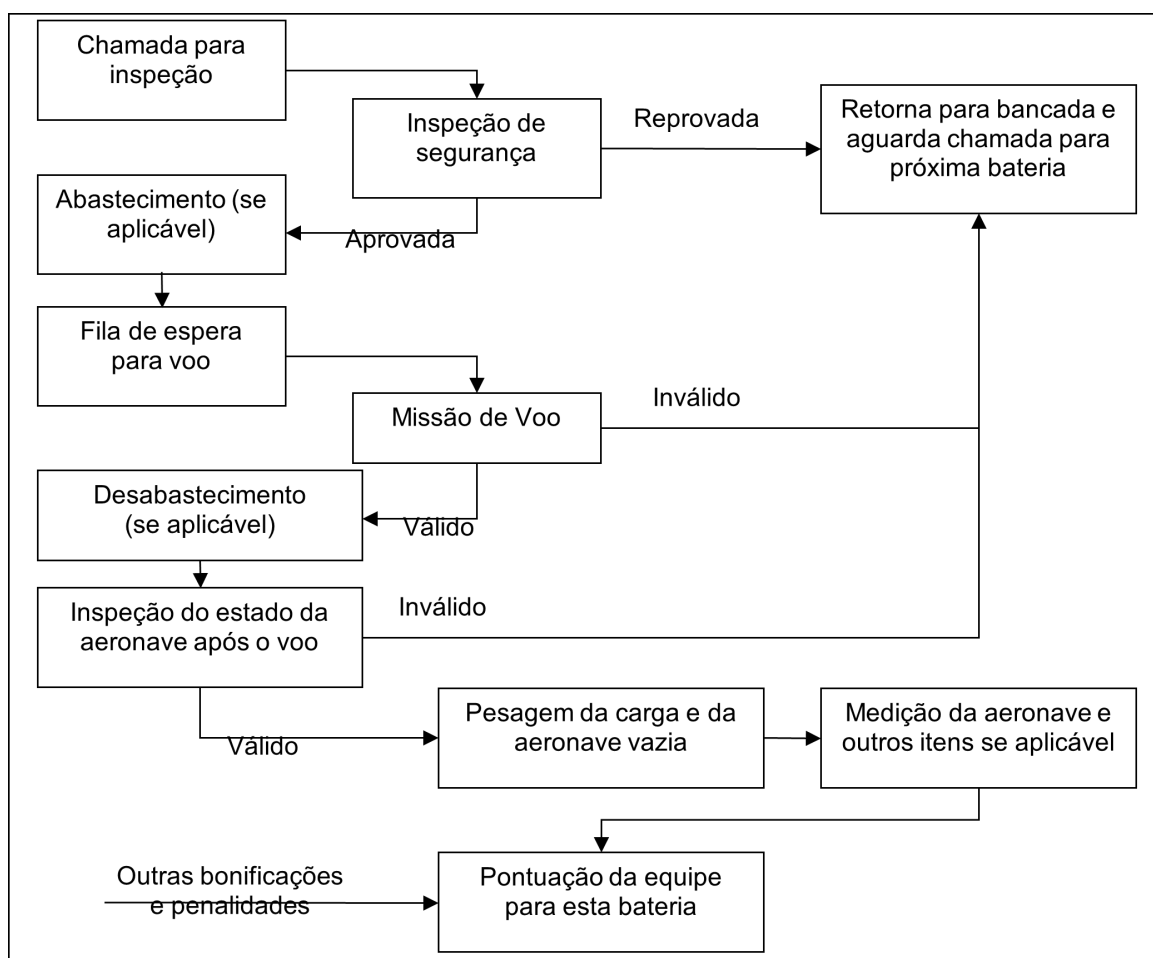 Chamada para
inspeção
Inspeção de
segurança
Reprovada
Retorna para bancada e
aguarda chamada para
próxima bateria
Abastecimento (se
aplicável)
Aprovada
Fila de espera
para voo
Missão de Voo
Inválido
Desabastecimento
(se aplicável)
Válido
Inspeção do estado da
aeronave após o voo
Inválido
Válido
Pesagem da carga e da
aeronave vazia
Medição da aeronave e
outros itens se aplicável
Outras bonificações
e penalidades
Pontuação da equipe
para esta bateria